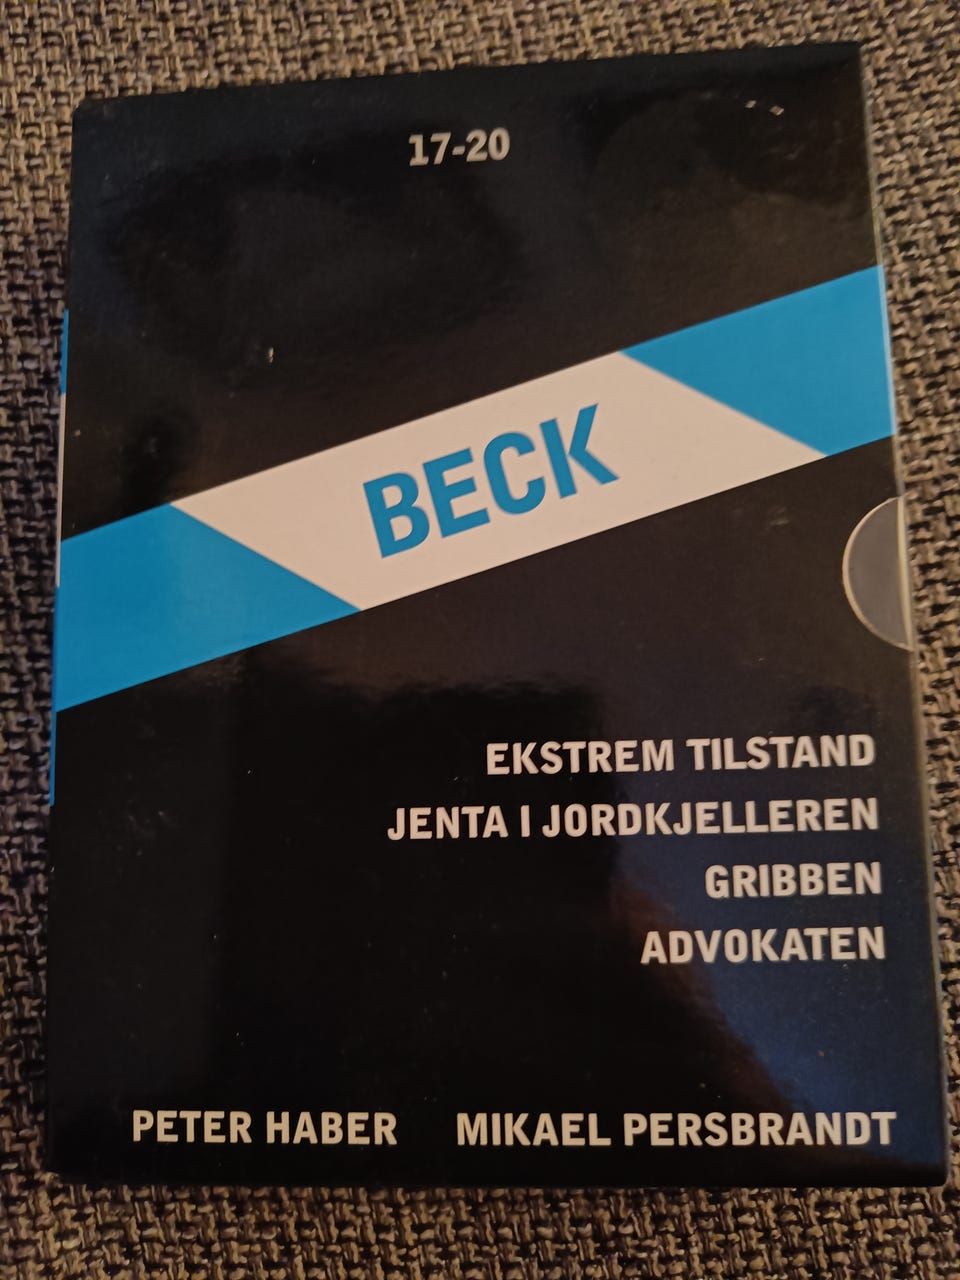 17-20
BECK
EKSTREM TILSTAND
JENTA I JORDKJELLEREN
GRIBBEN
ADVOKATEN
PETER HABER MIKAEL PERSBRANDT